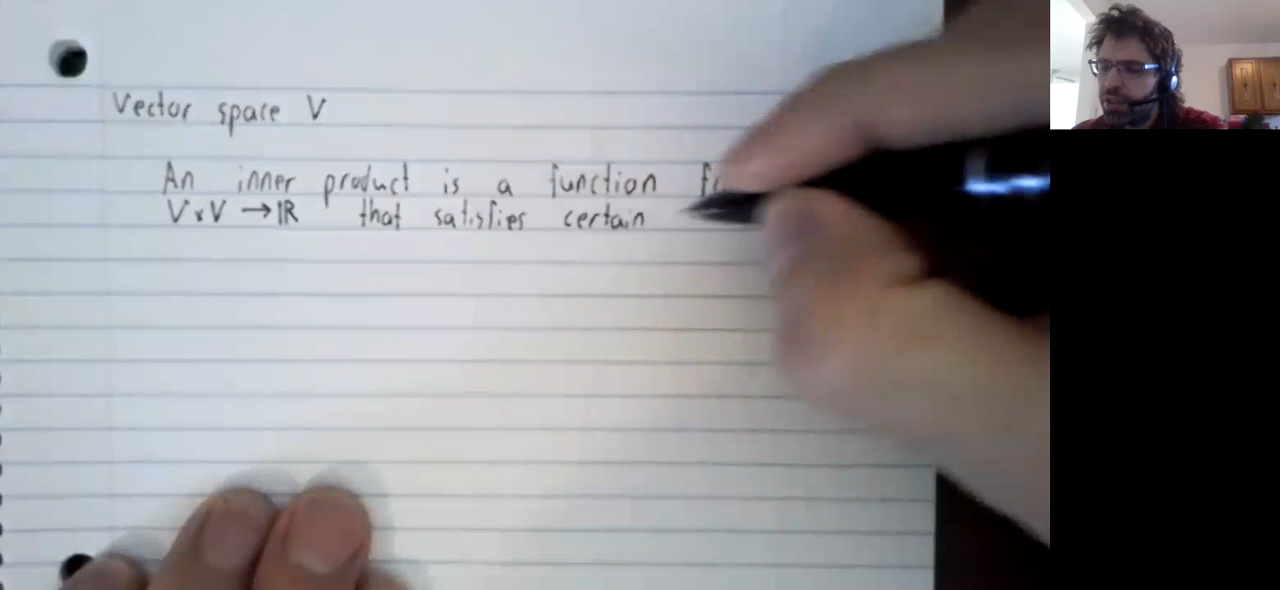 Vector space V
An inner product is a function
V×V → ℝ that satisfies certain